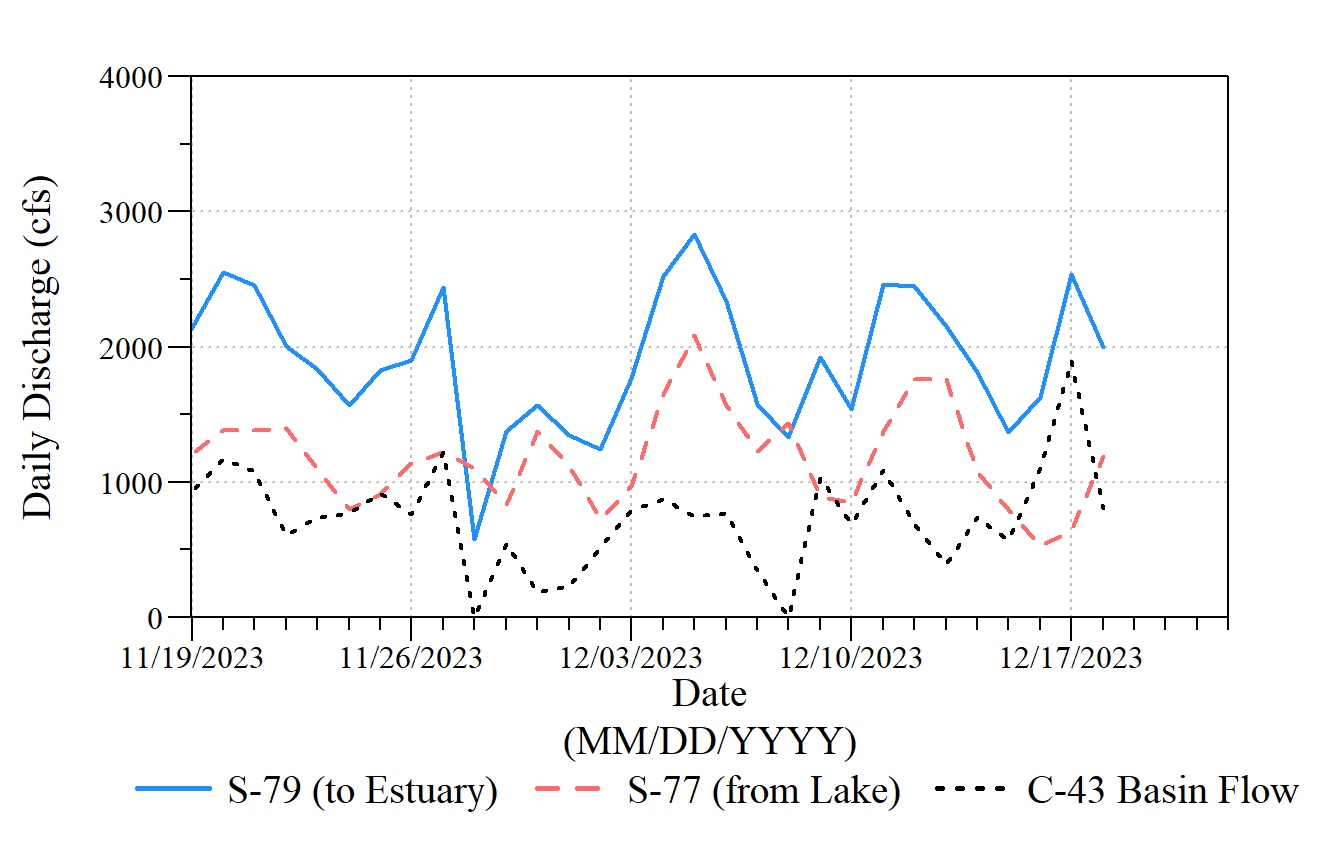 4000
3000
2000
1000
0
Daily Discharge (cfs)
11/19/2023 11/26/2023 12/03/2023 12/10/2023 12/17/2023
Date
(MM/DD/YYYY)
S-79 (to Estuary) S-77 (from Lake) C-43 Basin Flow